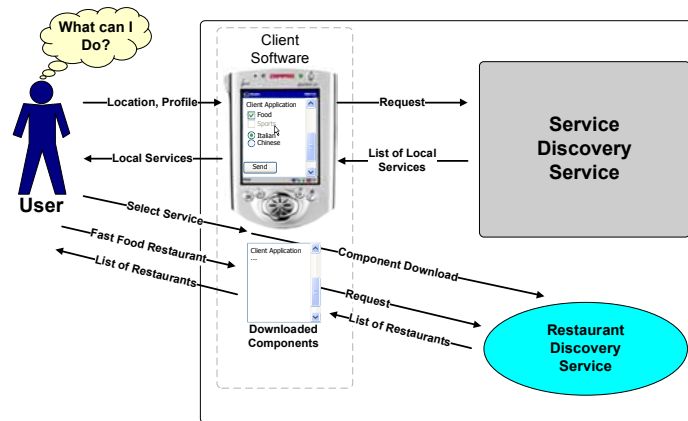 What can I
Do?
Client
Software
COMPAQ
Client Application
Food
Sports
Italian
Chinese
Send
Location, Profile
Request
Local Services
List of Local
Services
Service
Discovery
Service
User
Select Service
Component Download
Fast Food Restaurant
List of Restaurants
Client Application
...
Request
List of Restaurants
Downloaded
Components
Restaurant
Discovery
Service